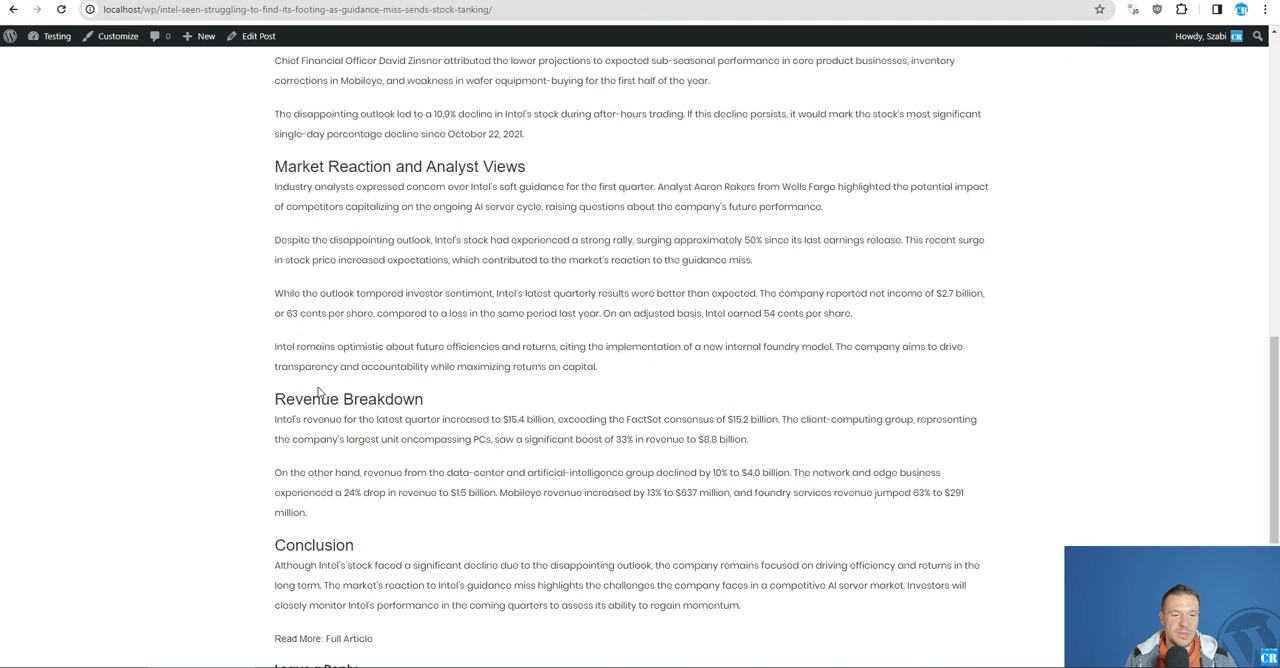 localhost/wp/intel-seen-struggling-to-find-its-footing-as-guidance-miss-sends-stock-tanking/
Testing Customize 0 New Edit Post Howdy, Szabi
Chief Financial Officer David Zinsner attributed the lower projections to expected sub-seasonal performance in core product businesses, inventory
corrections in Mobileye, and weakness in wafer equipment-buying for the first half of the year.
The disappointing outlook led to a 10.9% decline in Intel's stock during after-hours trading. If this decline persists, it would mark the stock's most significant
single-day percentage decline since October 22, 2021.
Market Reaction and Analyst Views
Industry analysts expressed concern over Intel's soft guidance for the first quarter. Analyst Aaron Rakers from Wells Fargo highlighted the potential impact
of competitors capitalizing on the ongoing AI server cycle, raising questions about the company's future performance.
Despite the disappointing outlook, Intel's stock had experienced a strong rally, surging approximately 50% since its last earnings release. This recent surge
in stock price increased expectations, which contributed to the market's reaction to the guidance miss.
While the outlook tempered investor sentiment, Intel's latest quarterly results were better than expected. The company reported net income of $2.7 billion,
or 63 cents per share, compared to a loss in the same period last year. On an adjusted basis, Intel earned 54 cents per share.
Intel remains optimistic about future efficiencies and returns, citing the implementation of a new internal foundry model. The company aims to drive
transparency and accountability while maximizing returns on capital.
Revenue Breakdown
Intel's revenue for the latest quarter increased to $15.4 billion, exceeding the FactSet consensus of $15.2 billion. The client-computing group, representing
the company's largest unit encompassing PCs, saw a significant boost of 33% in revenue to $8.8 billion.
On the other hand, revenue from the data-center and artificial-intelligence group declined by 10% to $4.0 billion. The network and edge business
experienced a 24% drop in revenue to $1.5 billion. Mobileye revenue increased by 13% to $637 million, and foundry services revenue jumped 63% to $291
million.
Conclusion
Although Intel's stock faced a significant decline due to the disappointing outlook, the company remains focused on driving efficiency and returns in the
long term. The market's reaction to Intel's guidance miss highlights the challenges the company faces in a competitive AI server market. Investors will
closely monitor Intel's performance in the coming quarters to assess its ability to regain momentum.
Read More: Full Article
Leave a Reply
CR